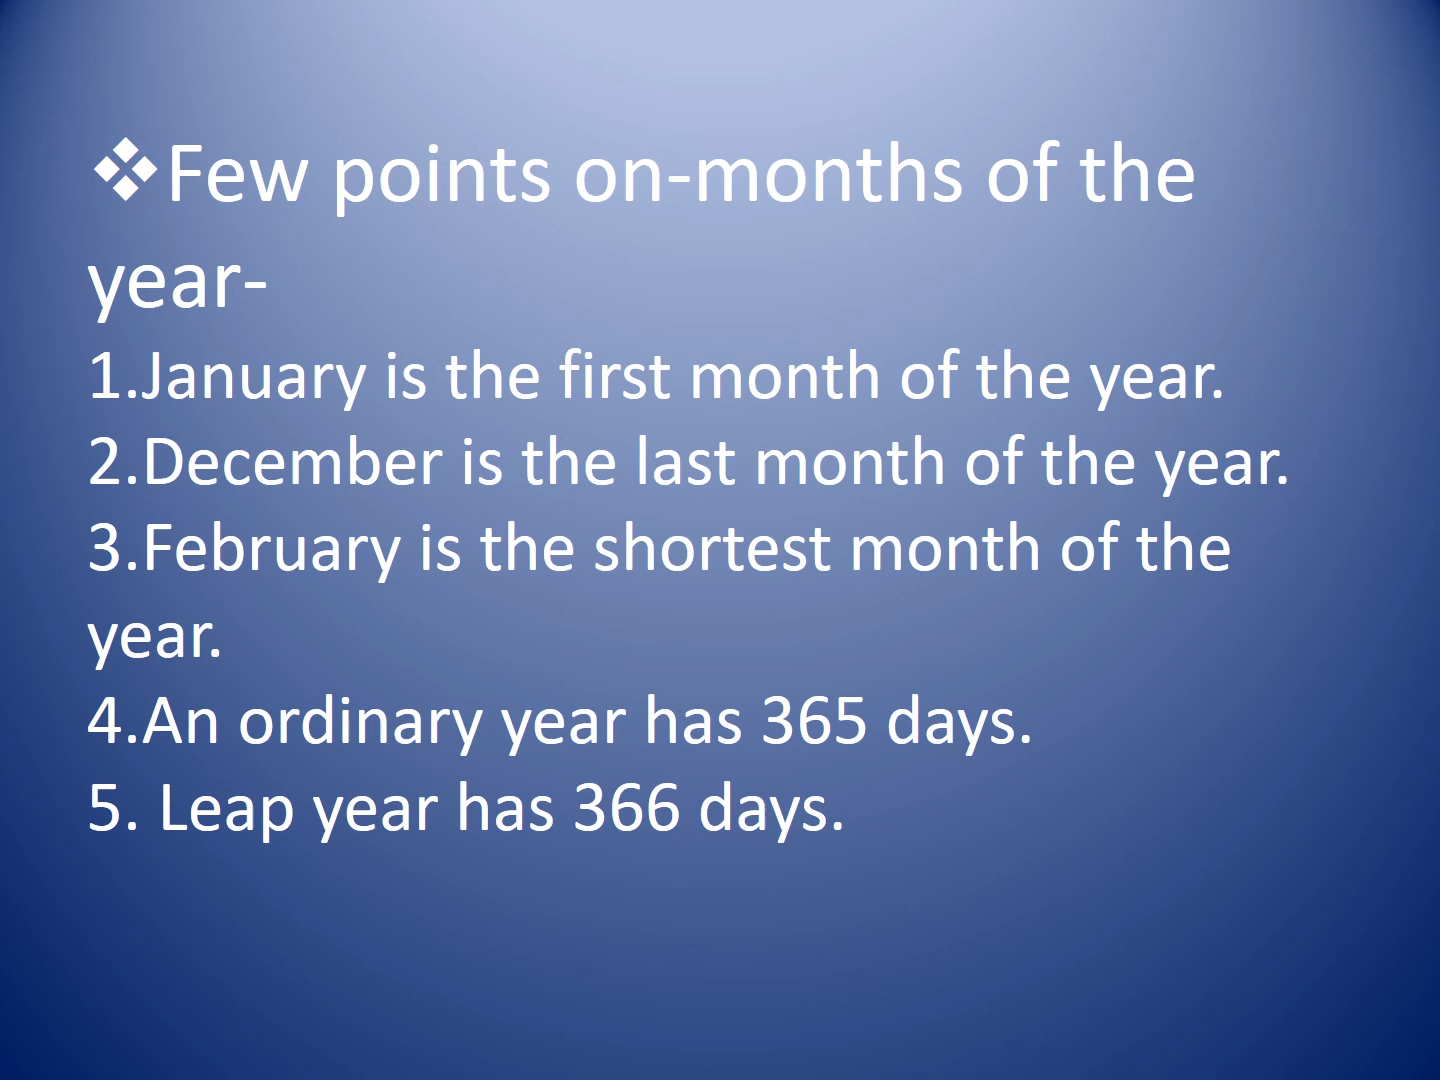 ❖Few points on-months of the
year-
1.January is the first month of the year.
2.December is the last month of the year.
3.February is the shortest month of the
year.
4.An ordinary year has 365 days.
5. Leap year has 366 days.